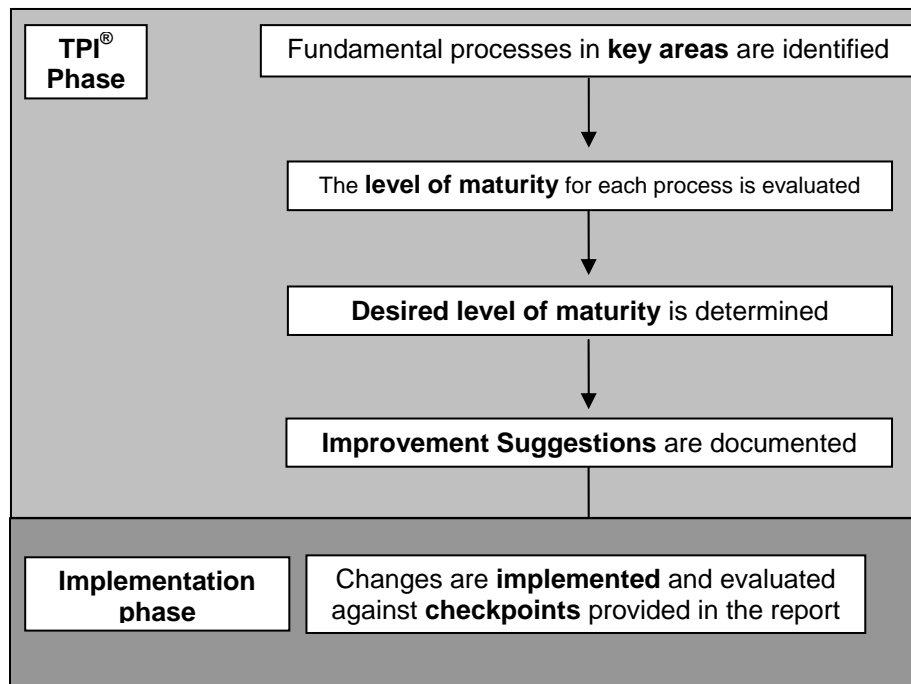 TPI®
Phase
Fundamental processes in key areas are identified
The level of maturity for each process is evaluated
Desired level of maturity is determined
Improvement Suggestions are documented
Implementation
phase
Changes are implemented and evaluated
against checkpoints provided in the report